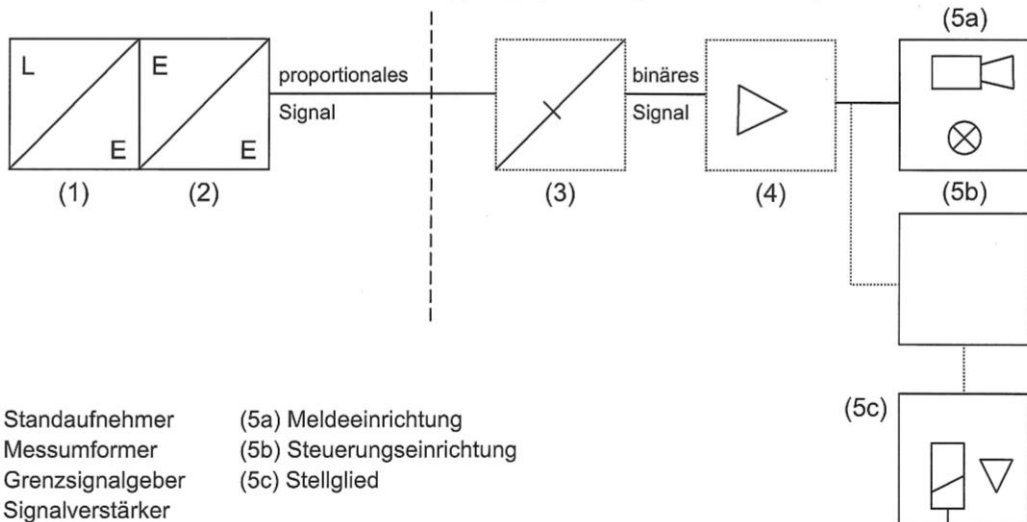 (5a)
L E
E E
proportionales
Signal
binäres
Signal
(1) (2) (3) (4) (5b)
(5c)
Standaufnehmer (5a) Meldeeinrichtung
Messumformer (5b) Steuerungseinrichtung
Grenzsignalgeber (5c) Stellglied
Signalverstärker